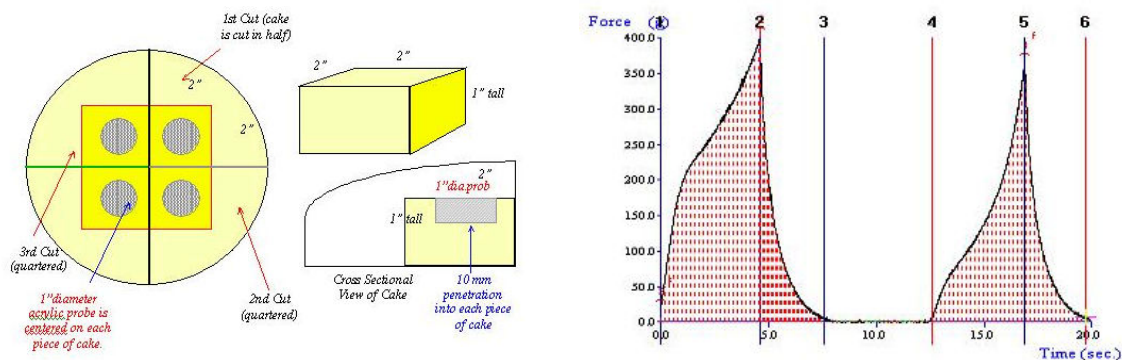 1st Cut (cake
is cut in half)
2"
2"
3rd Cut
(quartered)
1"diameter
acrylic probe is
centered on each
piece of cake.
2nd Cut
(quartered)
2"
2"
1" tall
2"
1"dia.prob
1" tall
Cross Sectional
View of Cake
10 mm
penetration
into each piece
of cake
Force (g)
1 2 3 4 5 6
F
400.0
350.0
300.0
250.0
200.0
150.0
100.0
50.0
0.0
0.0 5.0 10.0 15.0 20.0
Time (sec.)